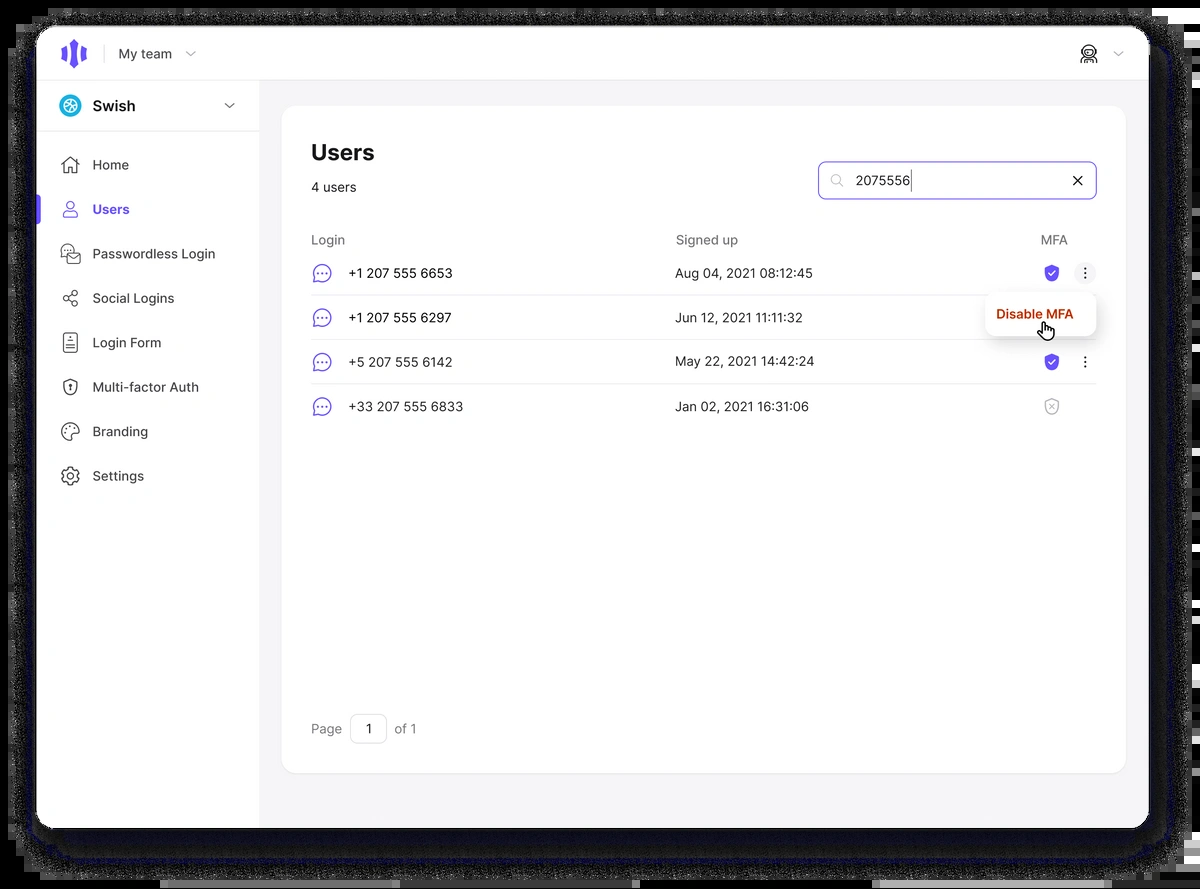 My team
Swish
Home
Users
Passwordless Login
Social Logins
Login Form
Multi-factor Auth
Branding
Settings
Users
4 users
2075556
Login Signed up MFA
+1 207 555 6653 Aug 04, 2021 08:12:45
+1 207 555 6297 Jun 12, 2021 11:11:32
Disable MFA
+5 207 555 6142 May 22, 2021 14:42:24
+33 207 555 6833 Jan 02, 2021 16:31:06
Page 1 of 1